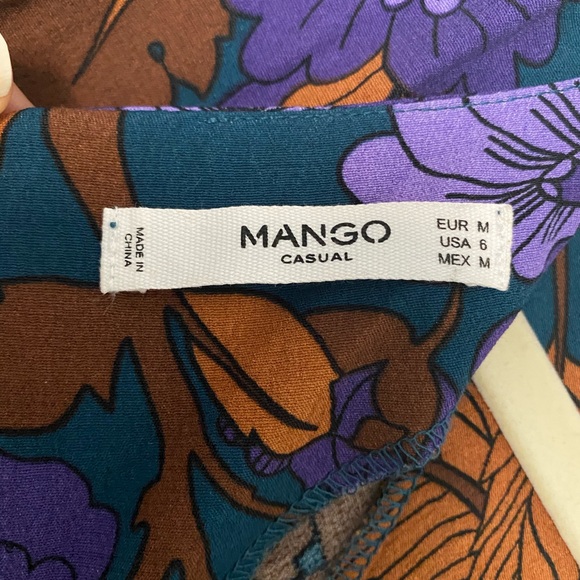 MADE IN
CHINA
MANGO
CASUAL
EUR M
USA 6
MEX M